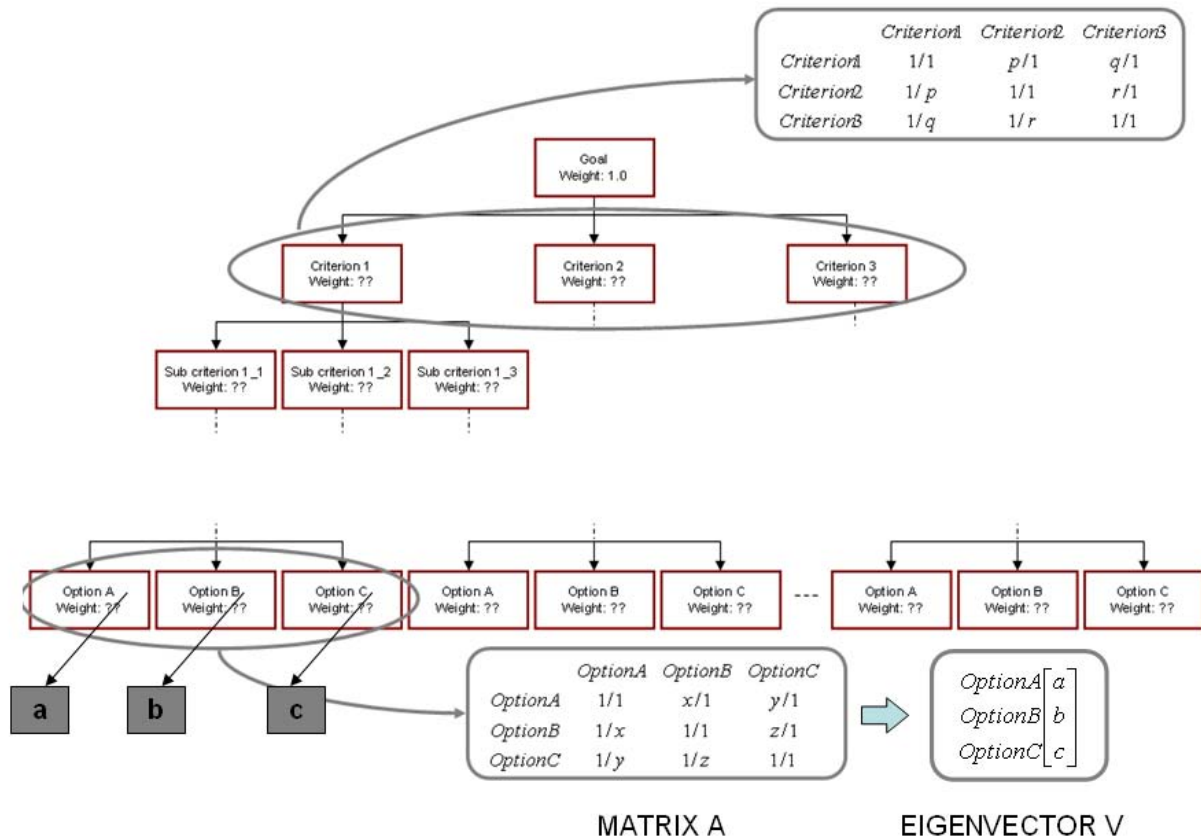 Criterion1 Criterion2 Criterion3
Criterion1 1/1 p/1 q/1
Criterion2 1/p 1/1 r/1
Criterion3 1/q 1/r 1/1
Goal
Weight: 1.0
Criterion 1
Weight: ??
Criterion 2
Weight: ??
Criterion 3
Weight: ??
Sub criterion 1_1
Weight: ??
Sub criterion 1_2
Weight: ??
Sub criterion 1_3
Weight: ??
Option A
Weight: ??
Option B
Weight: ??
Option C
Weight: ??
Option A
Weight: ??
Option B
Weight: ??
Option C
Weight: ??
Option A
Weight: ??
Option B
Weight: ??
Option C
Weight: ??
a
b
c
OptionA OptionB OptionC
OptionA 1/1 x/1 y/1
OptionB 1/x 1/1 z/1
OptionC 1/y 1/z 1/1
OptionA a
OptionB b
OptionC c
MATRIX A
EIGENVECTOR V